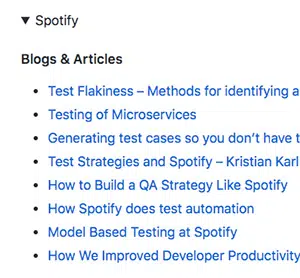 ▼ Spotify
Blogs & Articles
• Test Flakiness – Methods for identifying a
• Testing of Microservices
• Generating test cases so you don't have t
• Test Strategies and Spotify – Kristian Karl
• How to Build a QA Strategy Like Spotify
• How Spotify does test automation
• Model Based Testing at Spotify
• How We Improved Developer Productivity